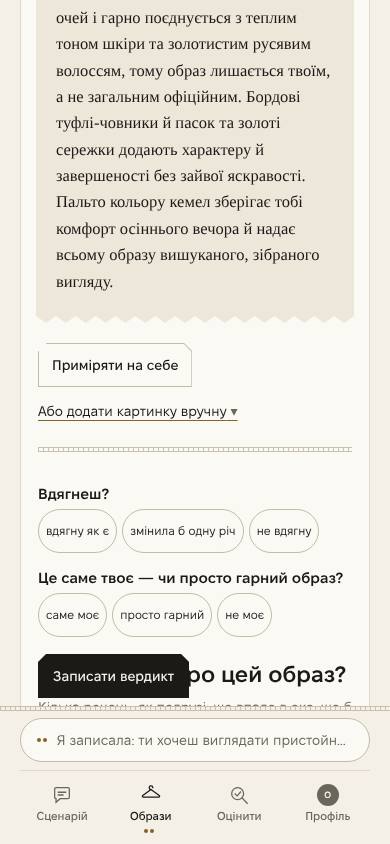 очей і гарно поєднується з теплим
тоном шкіри та золотистим русявим
волоссям, тому образ лишається твоїм,
а не загальним офіційним. Бордові
туфлі-човники й пасок та золоті
сережки додають характеру й
завершеності без зайвої яскравості.
Пальто кольору кемел зберігає тобі
комфорт осіннього вечора й надає
всьому образу вишуканого, зібраного
вигляду.
Приміряти на себе
Або додати картинку вручну ▾
Вдягнеш?
вдягну як є змінила б одну річ не вдягну
Це саме твоє — чи просто гарний образ?
саме моє просто гарний не моє
Записати вердикт ро цей образ?
Я записала: ти хочеш виглядати пристойн...
Сценарій Образи Оцінити Профіль